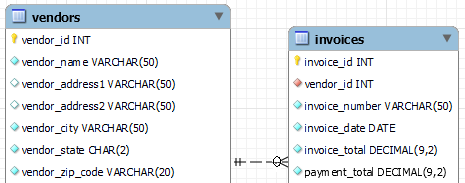 vendors
vendor_id INT
vendor_name VARCHAR(50)
vendor_address1 VARCHAR(50)
vendor_address2 VARCHAR(50)
vendor_city VARCHAR(50)
vendor_state CHAR(2)
vendor_zip_code VARCHAR(20)
invoices
invoice_id INT
vendor_id INT
invoice_number VARCHAR(50)
invoice_date DATE
invoice_total DECIMAL(9,2)
payment_total DECIMAL(9,2)